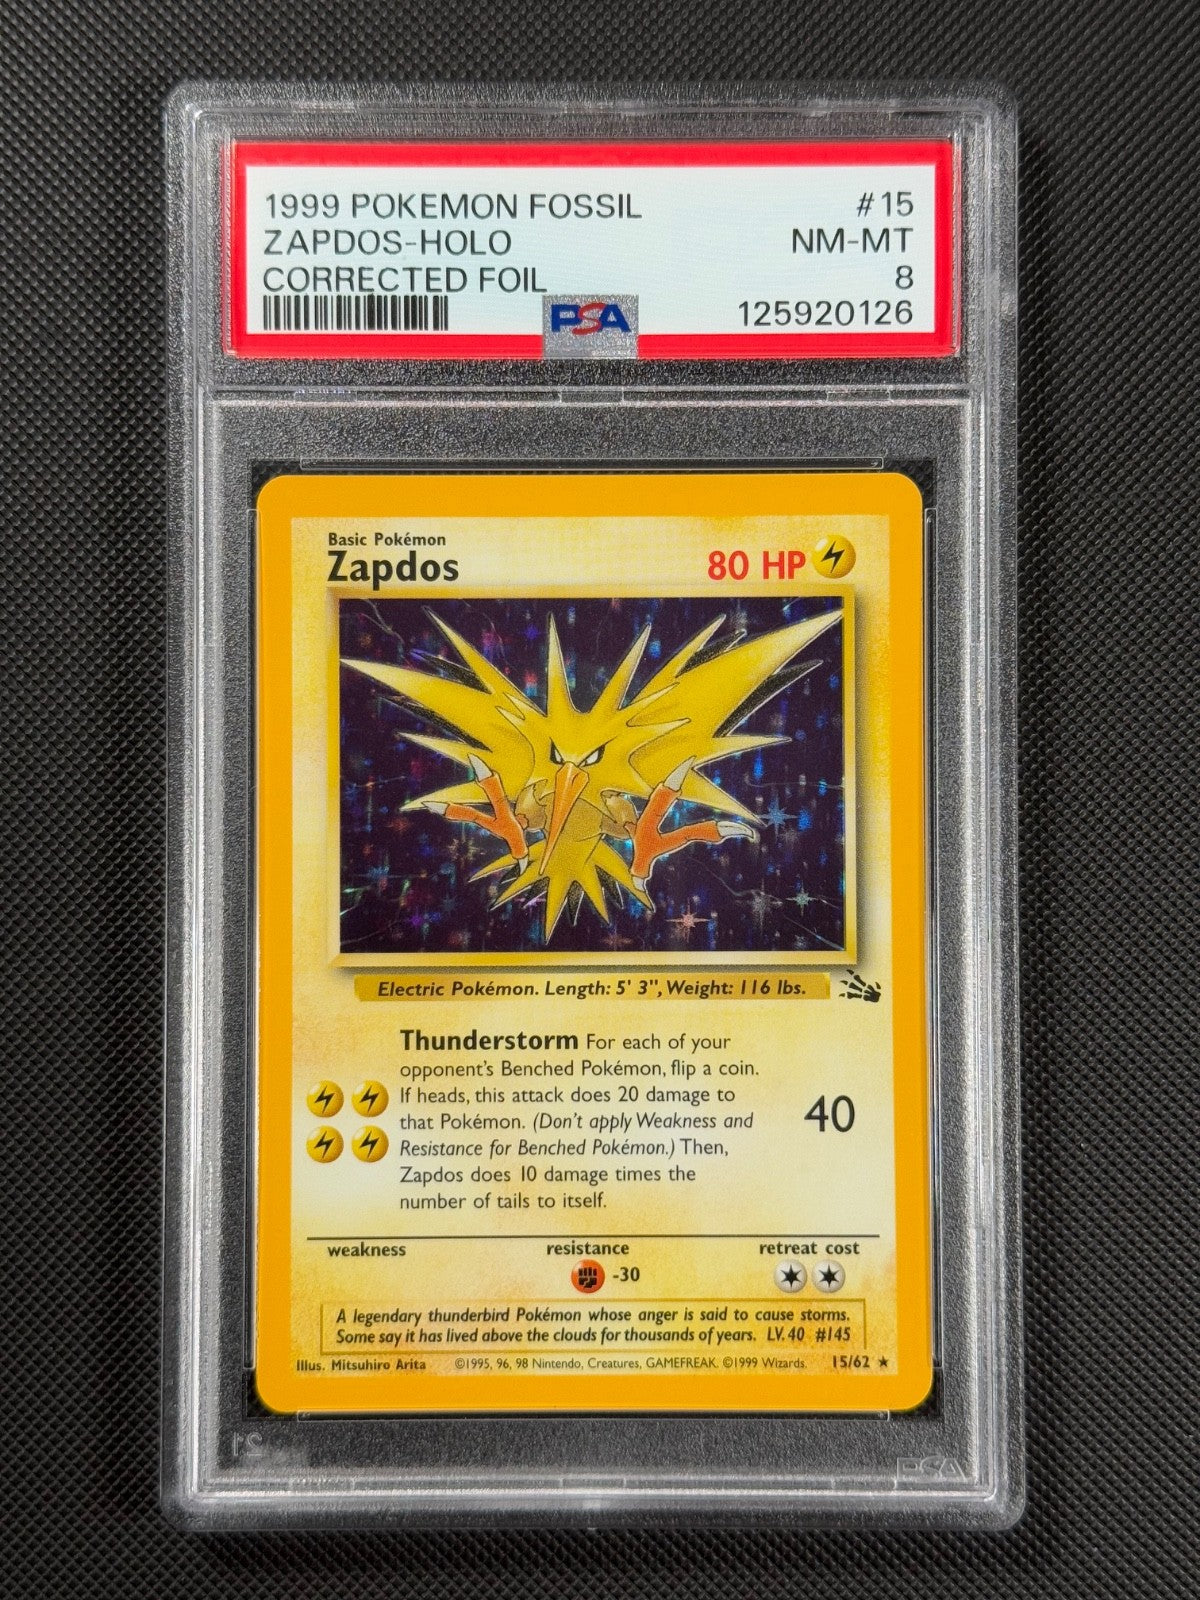 1999 POKEMON FOSSIL #15
ZAPDOS-HOLO NM-MT
CORRECTED FOIL 8
PSA 125920126
Basic Pokémon
Zapdos 80 HP
Electric Pokémon. Length: 5' 3", Weight: 116 lbs.
Thunderstorm For each of your
opponent's Benched Pokémon, flip a coin.
If heads, this attack does 20 damage to
that Pokémon. (Don't apply Weakness and
Resistance for Benched Pokémon.) Then,
Zapdos does 10 damage times the
number of tails to itself.
40
weakness resistance retreat cost
-30
A legendary thunderbird Pokémon whose anger is said to cause storms.
Some say it has lived above the clouds for thousands of years. LV. 40 #145
Illus. Mitsuhiro Arita ©1995, 96, 98 Nintendo, Creatures, GAMEFREAK. ©1999 Wizards. 15/62 ★
PSA